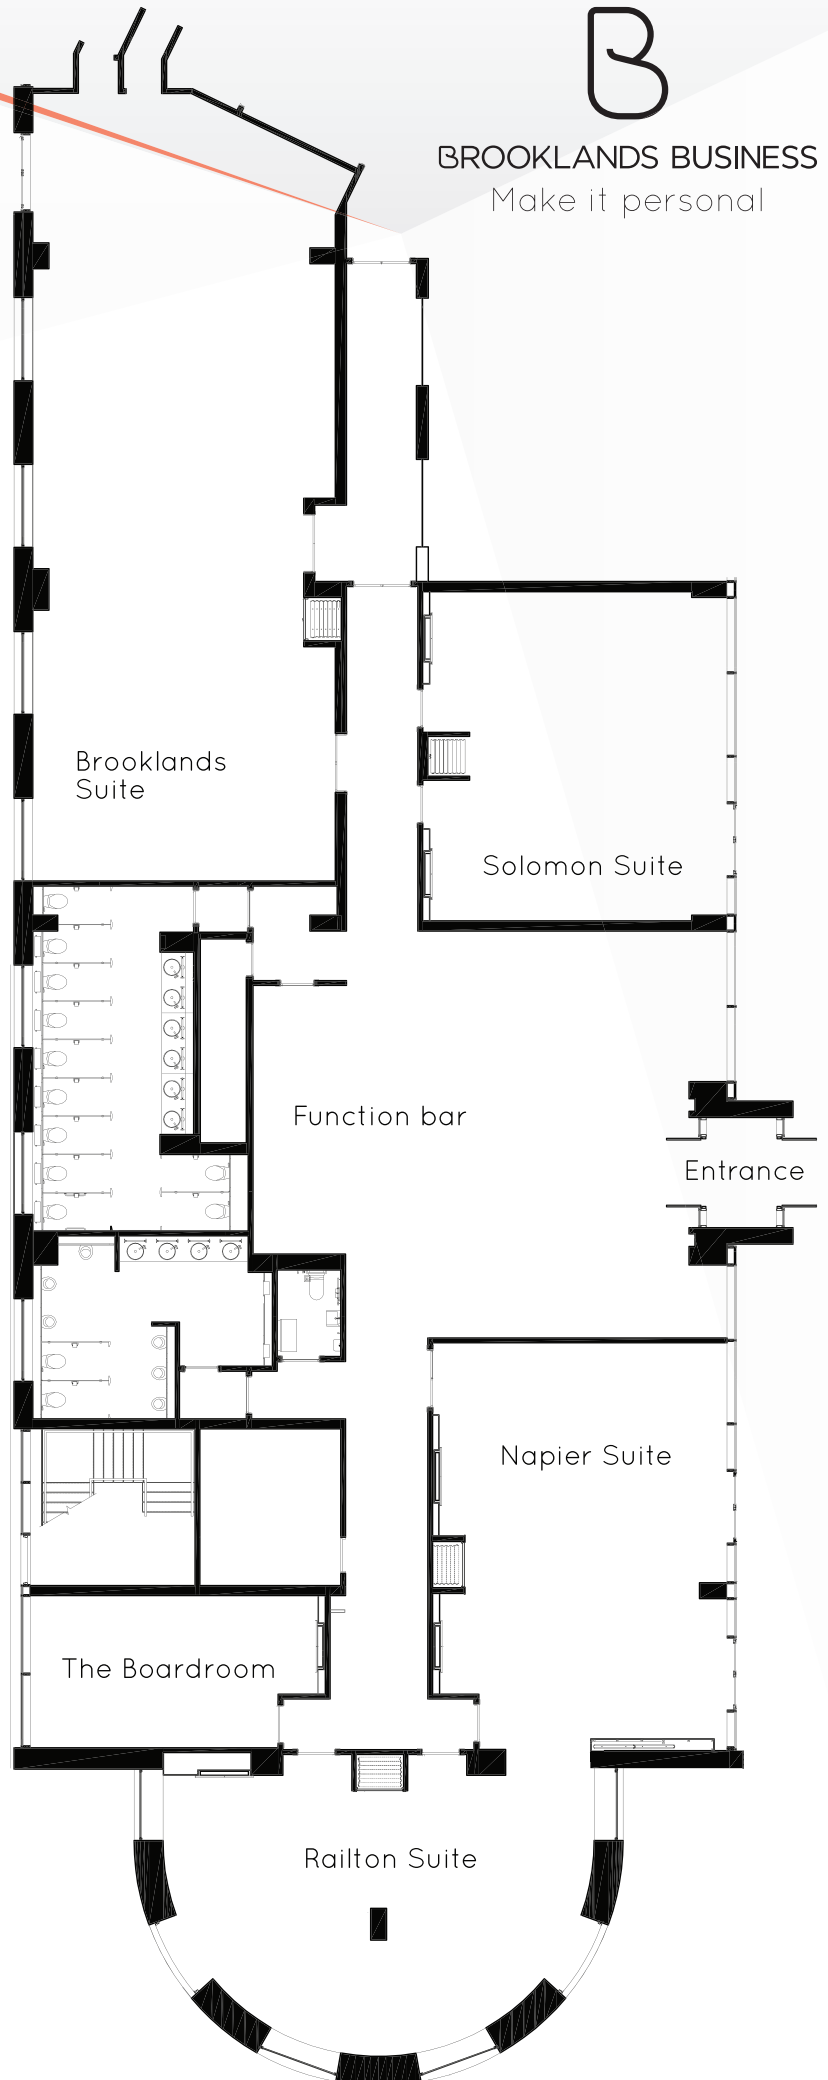 BROOKLANDS BUSINESS
Make it personal
Brooklands
Suite
Solomon Suite
Function bar
Entrance
Napier Suite
The Boardroom
Railton Suite